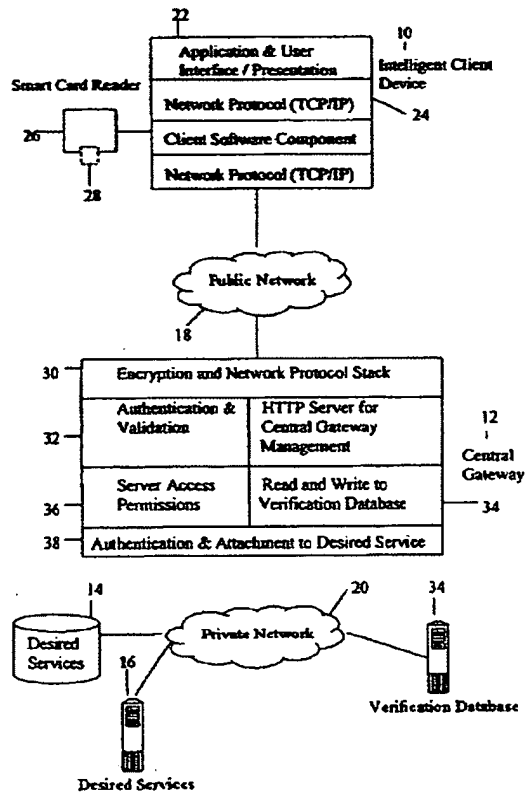 22
Application & User
Interface / Presentation
10
Intelligent Client
Device
Smart Card Reader
Network Protocol (TCP/IP)
24
26
Client Software Component
28
Network Protocol (TCP/IP)
Public Network
18
30
Encryption and Network Protocol Stack
Authentication &
Validation
HTTP Server for
Central Gateway
Management
32
12
Central
Gateway
Server Access
Permissions
Read and Write to
Verification Database
36
34
38
Authentication & Attachment to Desired Service
14
20
34
Desired
Services
Private Network
16
Verification Database
Desired Services